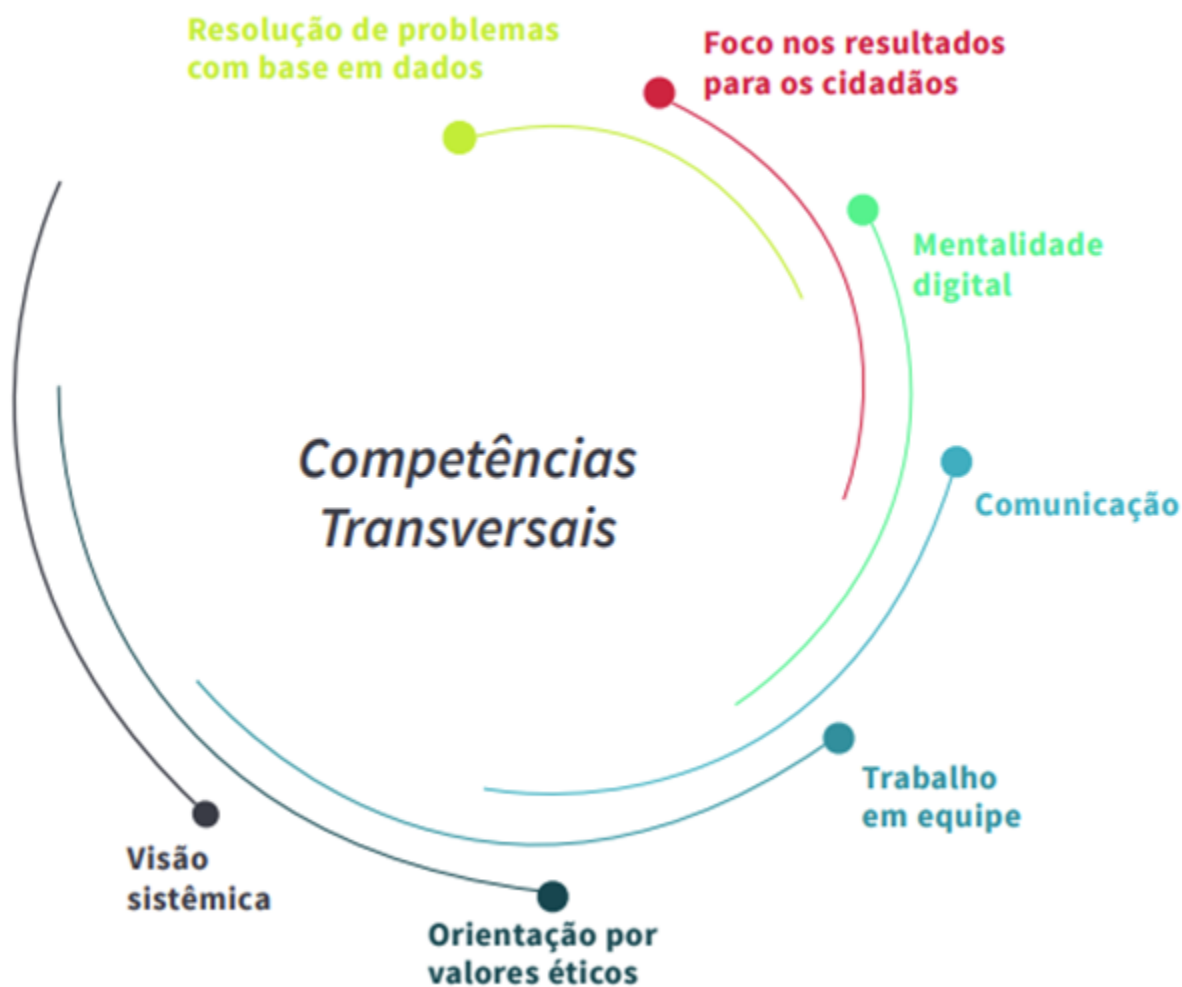 Resolução de problemas
com base em dados
Foco nos resultados
para os cidadãos
Mentalidade
digital
Competências
Transversais
Comunicação
Trabalho
em equipe
Visão
sistêmica
Orientação por
valores éticos